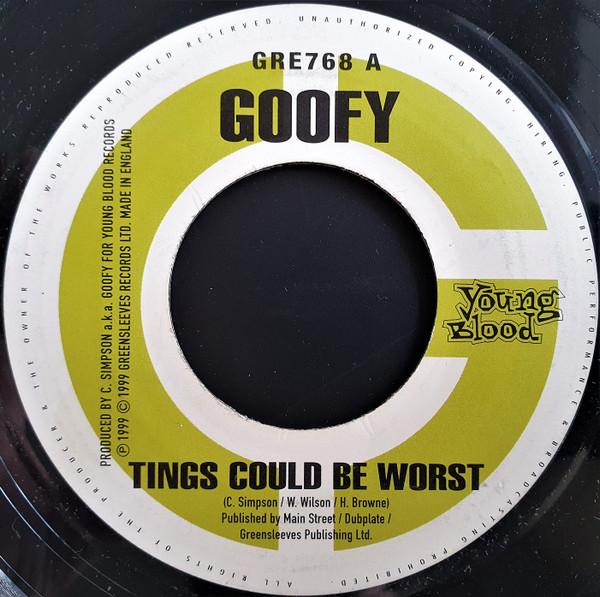 GRE768 A
GOOFY
PRODUCED BY C. SIMPSON a.k.a. GOOFY FOR YOUNG BLOOD RECORDS
℗ 1999 © 1999 GREENSLEEVES RECORDS LTD. MADE IN ENGLAND
Young
Blood
TINGS COULD BE WORST
(C. Simpson / W. Wilson / H. Browne)
Published by Main Street / Dubplate /
Greensleeves Publishing Ltd.
ALL RIGHTS OF THE PRODUCER & THE OWNER OF THE WORKS REPRODUCED RESERVED. UNAUTHORIZED COPYING, HIRING, PUBLIC PERFORMANCE & BROADCASTING PROHIBITED.